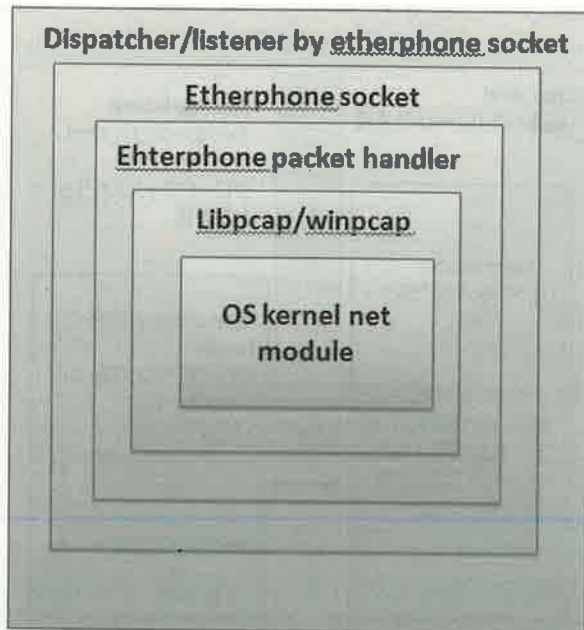 Dispatcher/listener by etherphone socket
Etherphone socket
Ehterphone packet handler
Libpcap/winpcap
OS kernel net
module